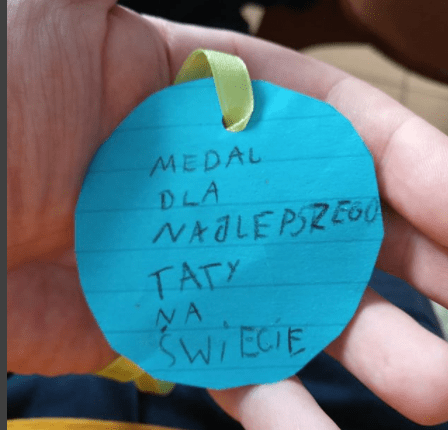 MEDAL
DLA
NAJLEPSZEGO
TATY
NA
ŚWIECIE